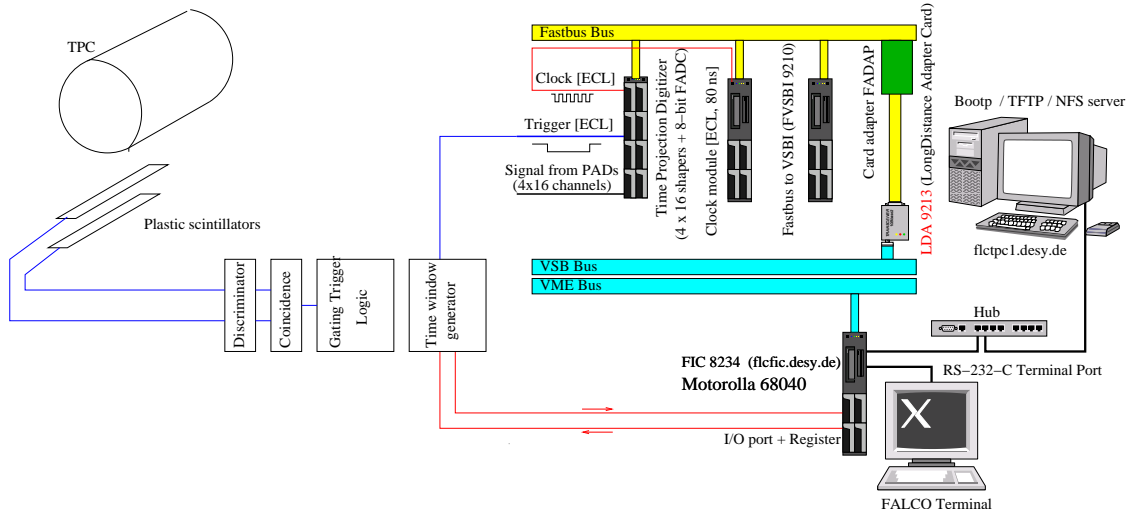 TPC
Plastic scintillators
Discriminator
Coincidence
Gating Trigger
Logic
Time window
generator
Fastbus Bus
Clock [ECL]
Trigger [ECL]
Signal from PADs
(4x16 channels)
Time Projection Digitizer
(4 x 16 shapers + 8−bit FADC)
Clock module [ECL, 80 ns]
Fastbus to VSBI (FVSBI 9210)
Card adapter FADAP
LDA 9213 (LongDistance Adapter Card)
VSB Bus
VME Bus
Bootp / TFTP / NFS server
flctpc1.desy.de
Hub
FIC 8234 (flcfic.desy.de)
Motorolla 68040
RS−232−C Terminal Port
I/O port + Register
X
FALCO Terminal